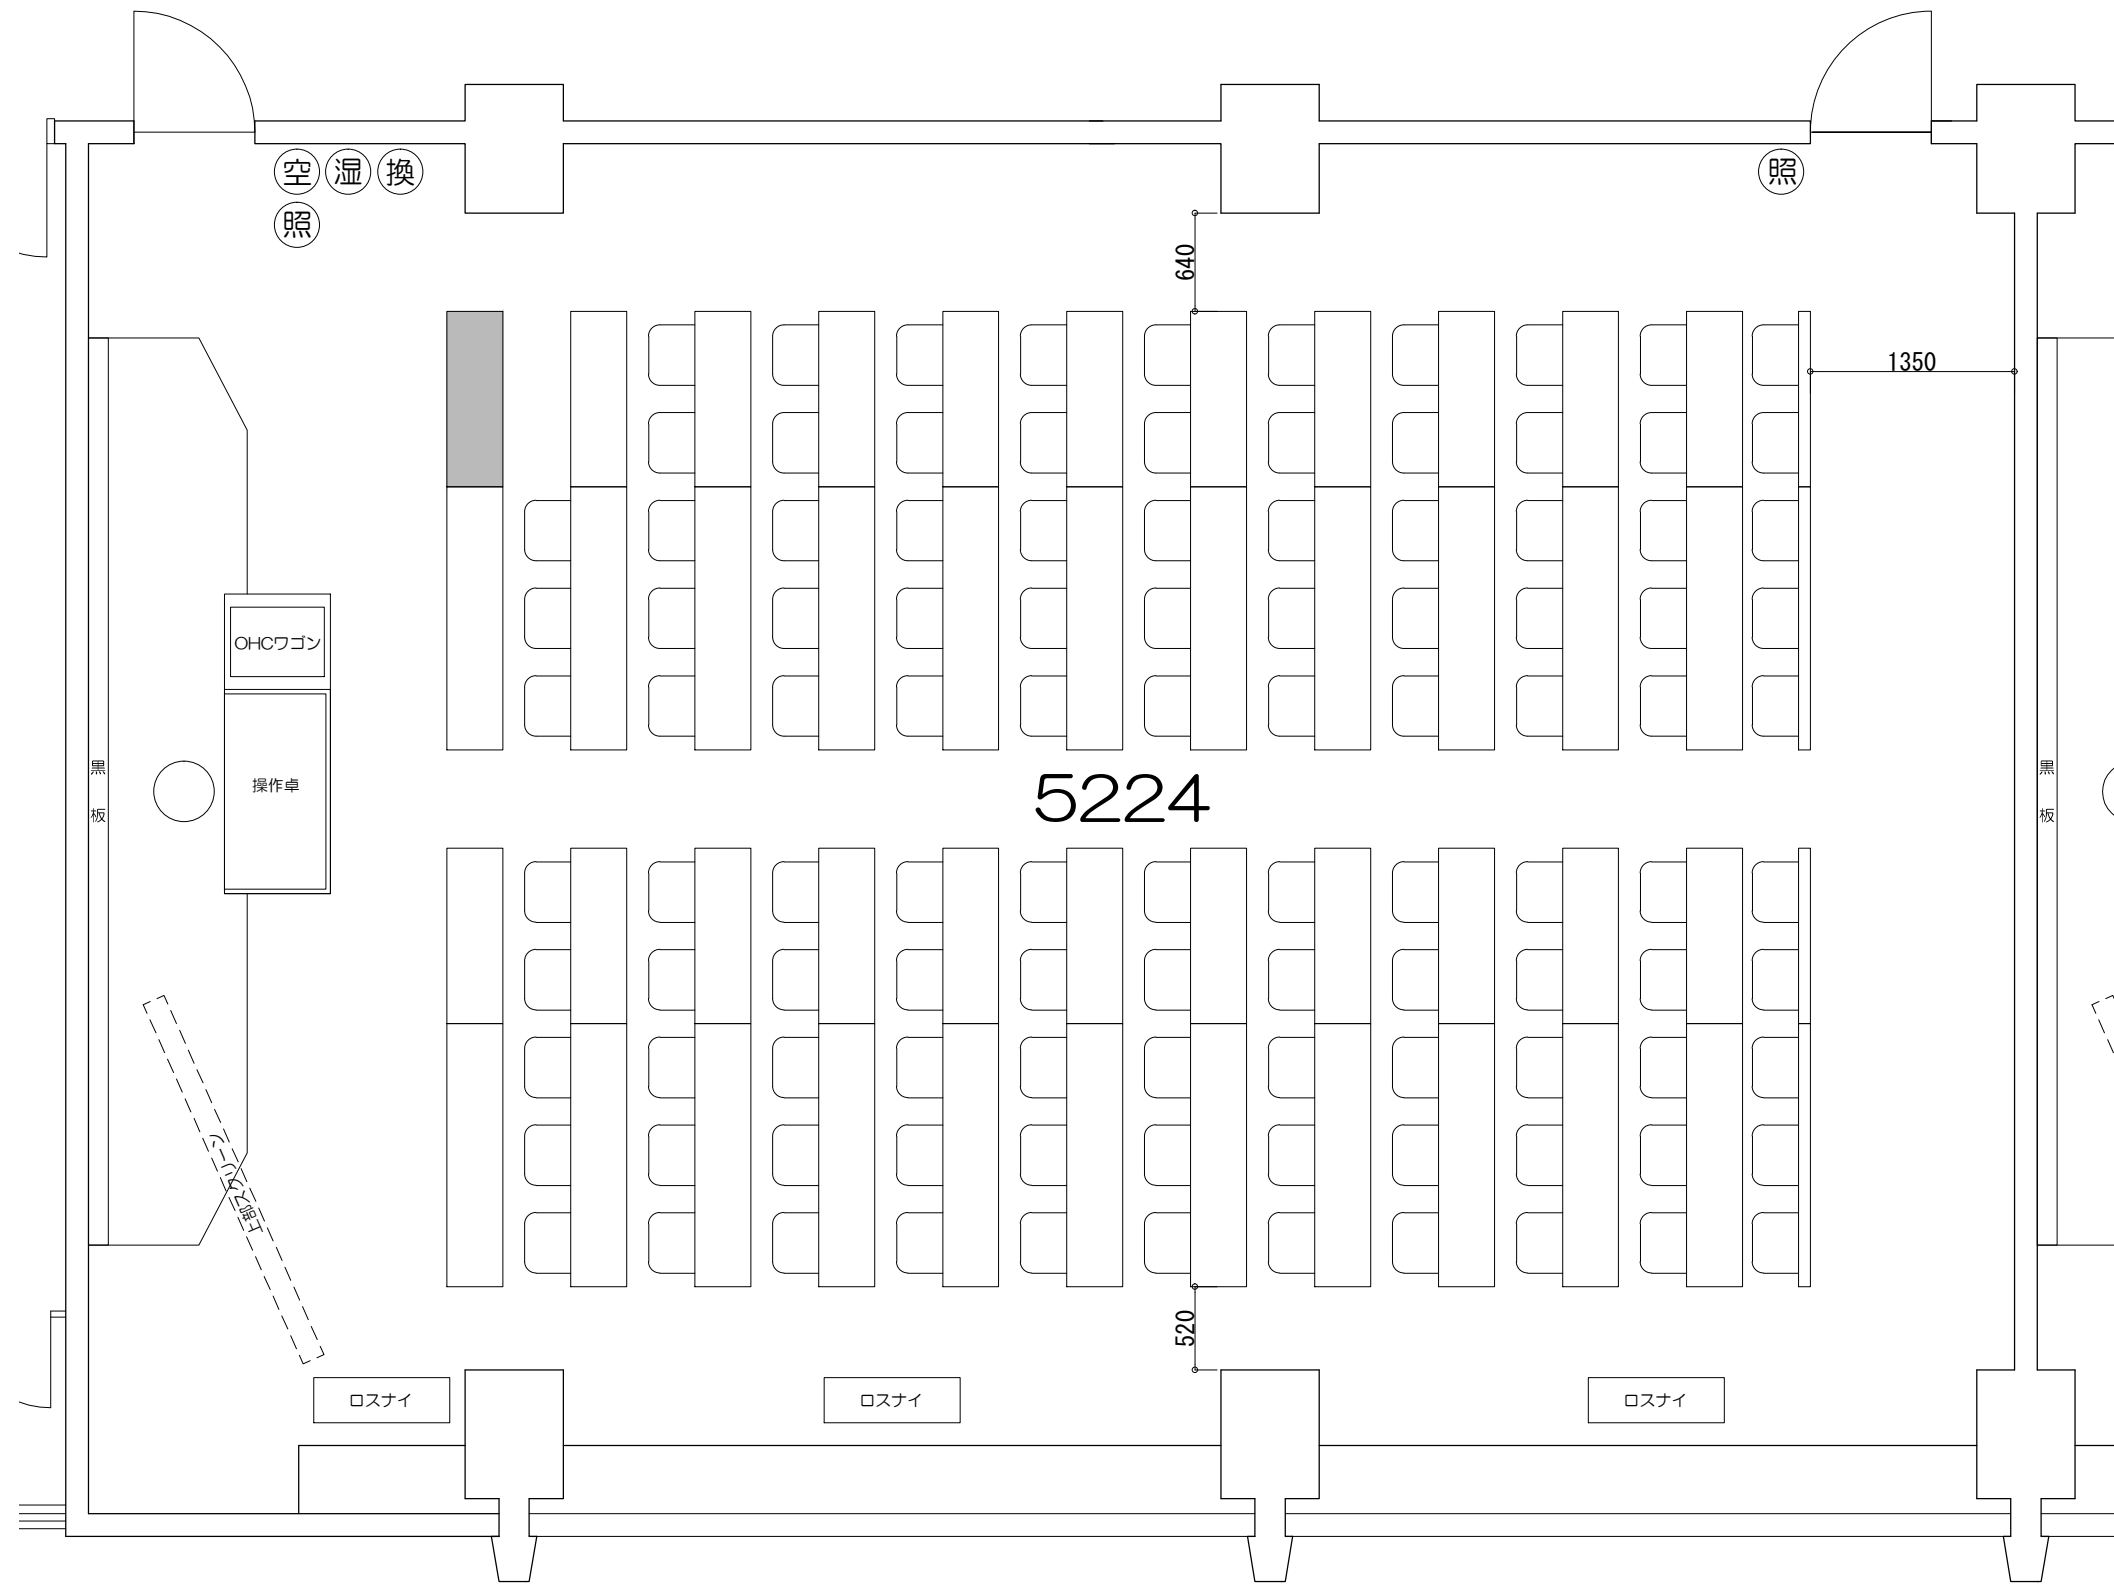 空 湿 換
照
照
640
1350
OHCワゴン
操作卓
黒板
黒板
5224
上部スクリーン
520
ロスナイ
ロスナイ
ロスナイ